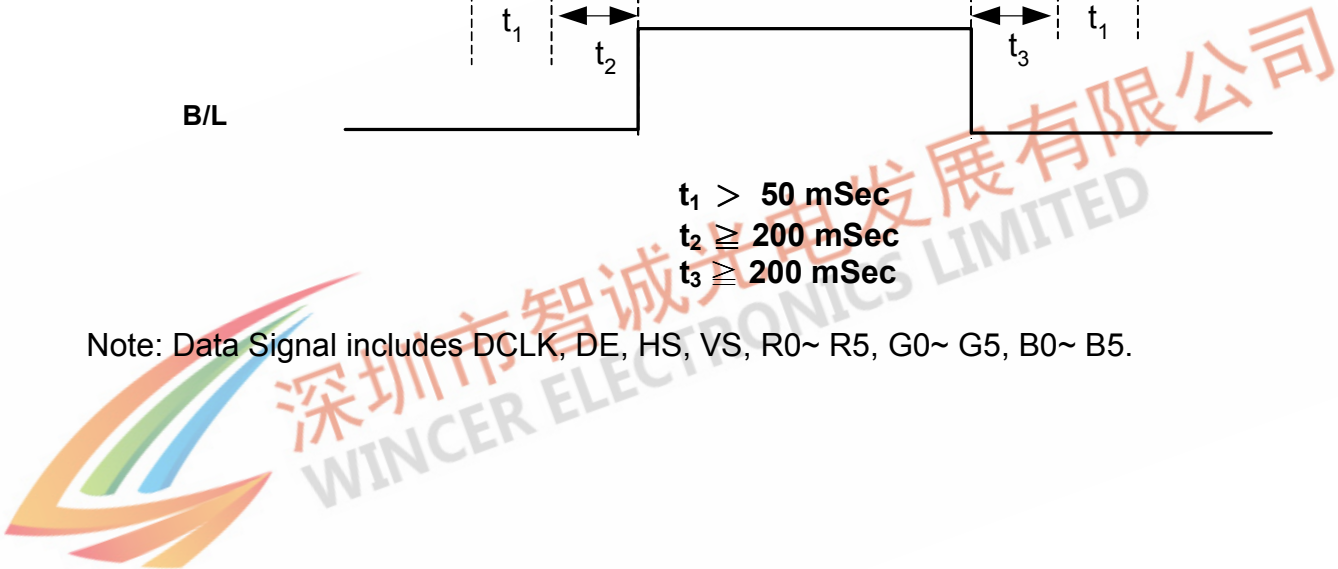 t1 t1
t2 t3
B/L
t1 > 50 mSec
t2 ≧ 200 mSec
t3 ≧ 200 mSec
Note: Data Signal includes DCLK, DE, HS, VS, R0~ R5, G0~ G5, B0~ B5.
深圳市智诚光电发展有限公司
WINCER ELECTRONICS LIMITED